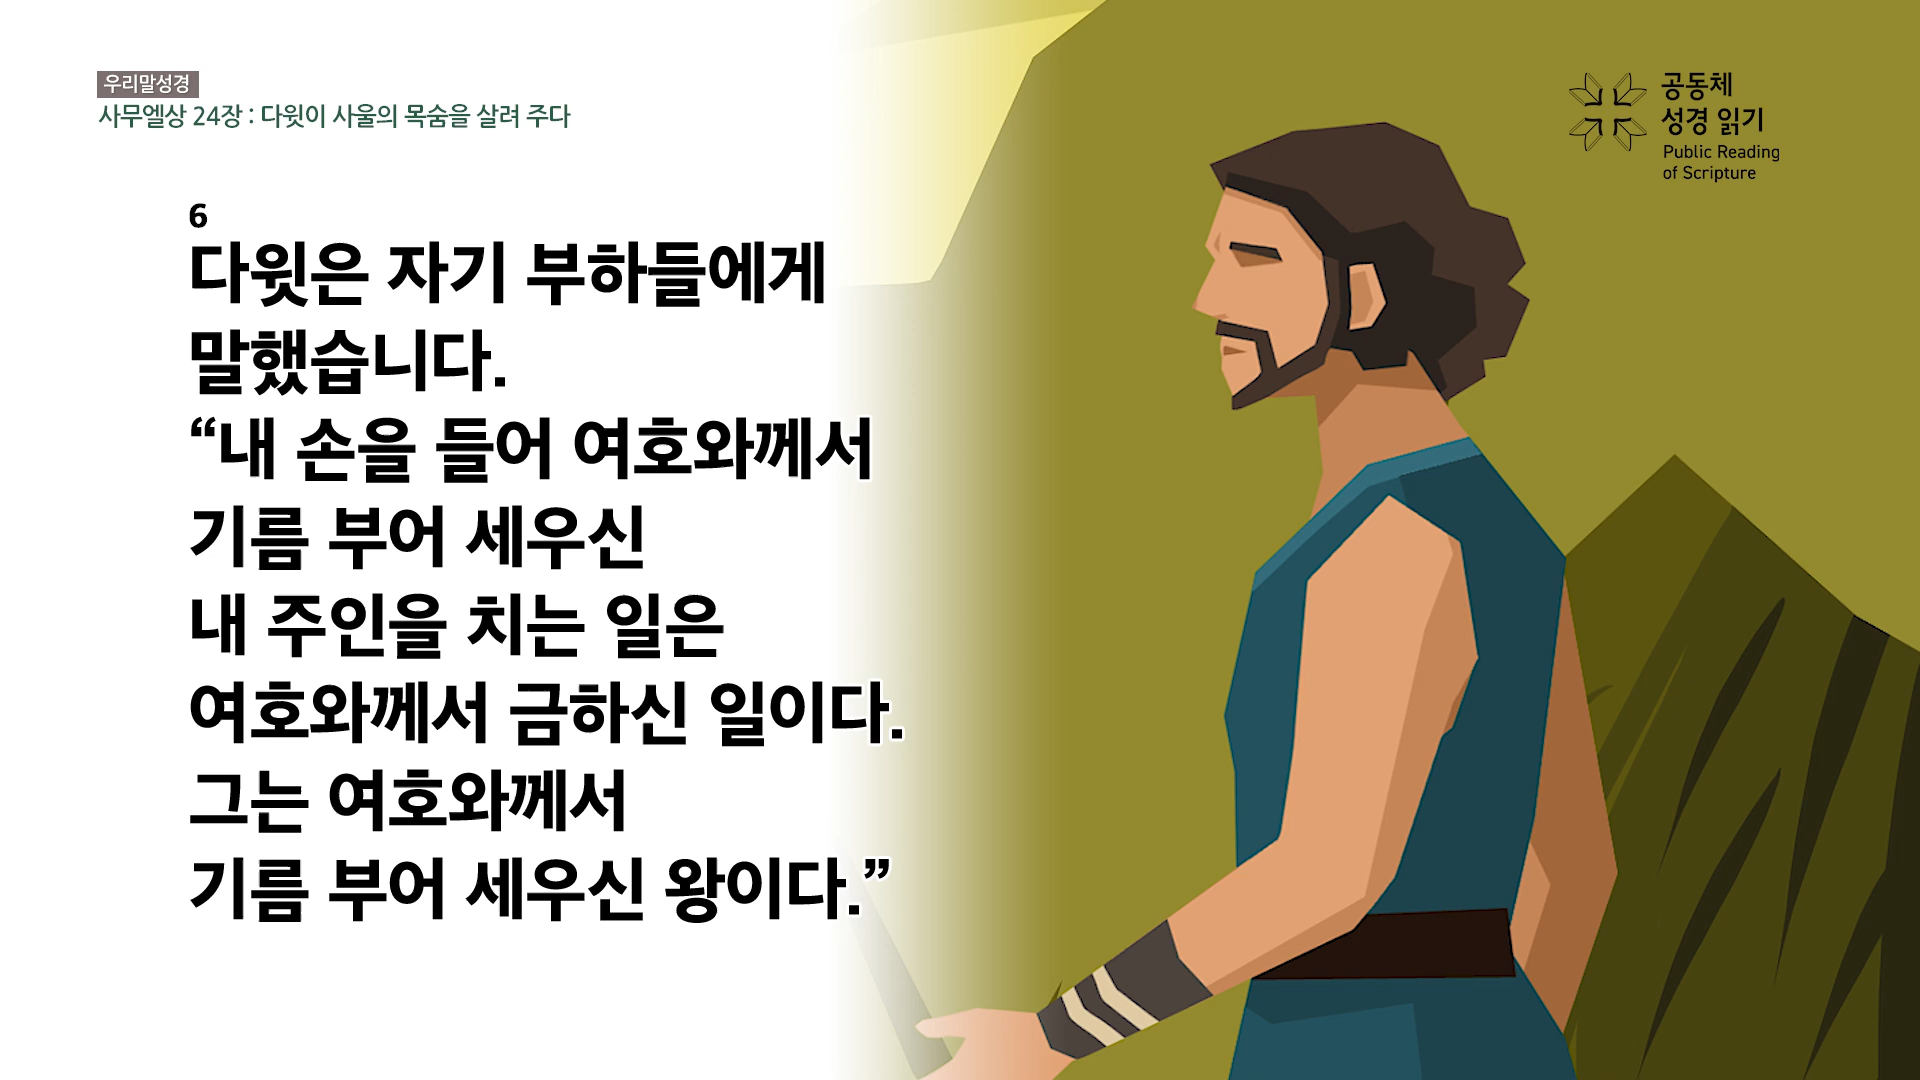 우리말성경
사무엘상 24장 : 다윗이 사울의 목숨을 살려 주다
공동체
성경 읽기
Public Reading
of Scripture
6
다윗은 자기 부하들에게
말했습니다.
“내 손을 들어 여호와께서
기름 부어 세우신
내 주인을 치는 일은
여호와께서 금하신 일이다.
그는 여호와께서
기름 부어 세우신 왕이다.”